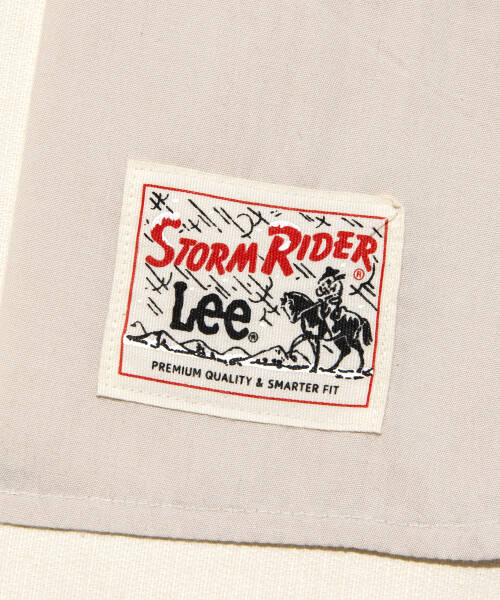 STORM RIDER®
Lee®
PREMIUM QUALITY & SMARTER FIT